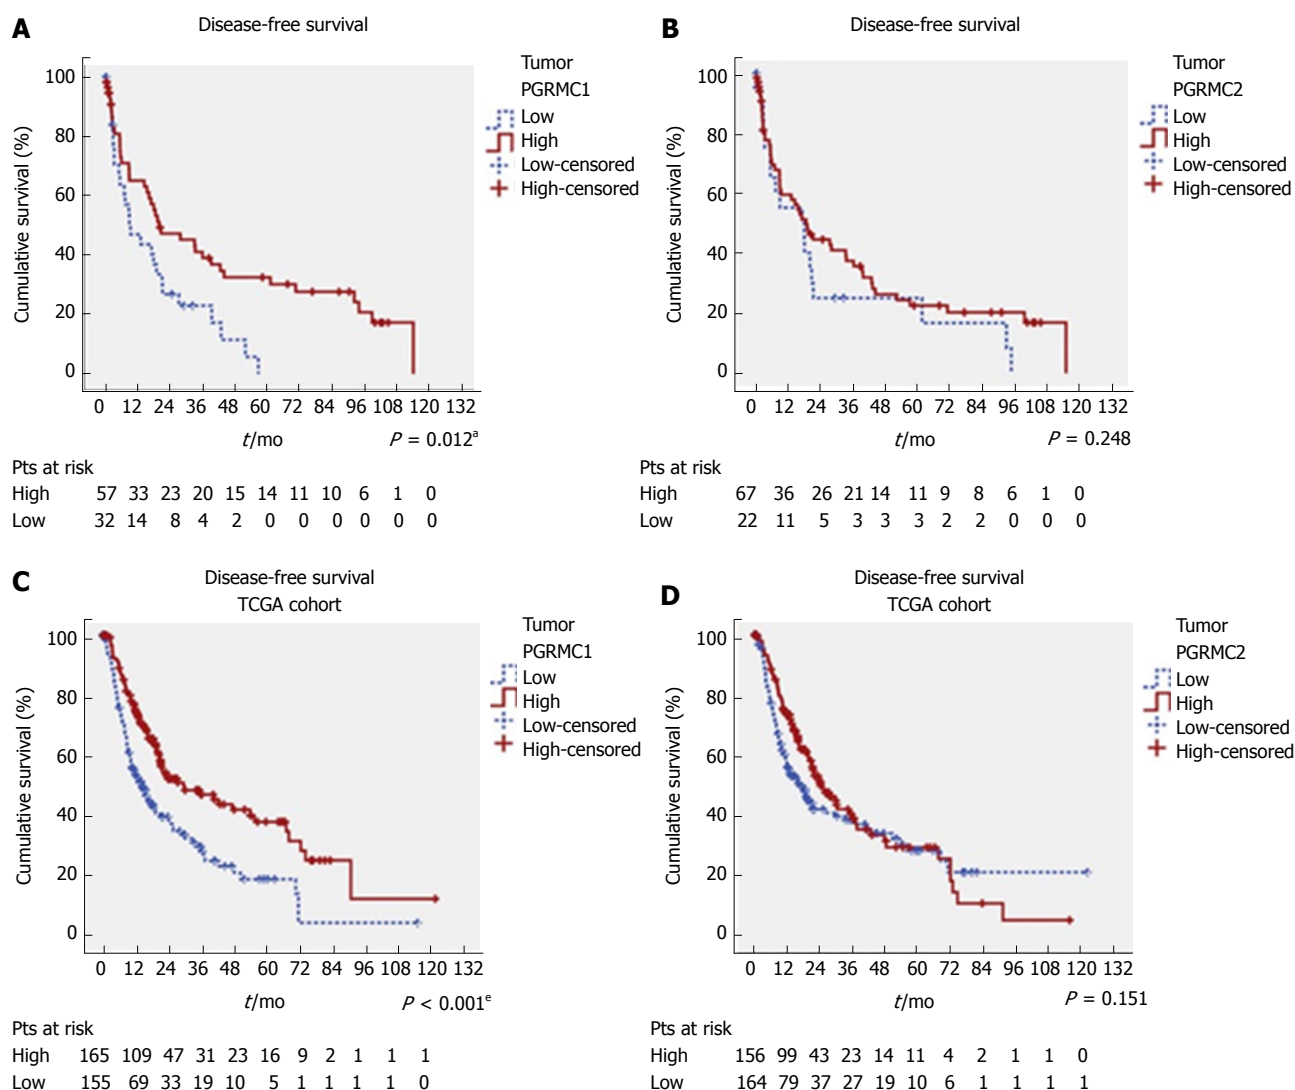 A
Disease-free survival
Cumulative survival (%)
100
80
60
40
20
0
0 12 24 36 48 60 72 84 96 108 120 132
t/mo
P = 0.012a
Tumor
PGRMC1
Low
High
Low-censored
High-censored
Pts at risk
High 57 33 23 20 15 14 11 10 6 1 0
Low 32 14 8 4 2 0 0 0 0 0 0
B
Disease-free survival
Cumulative survival (%)
100
80
60
40
20
0
0 12 24 36 48 60 72 84 96 108 120 132
t/mo
P = 0.248
Tumor
PGRMC2
Low
High
Low-censored
High-censored
Pts at risk
High 67 36 26 21 14 11 9 8 6 1 0
Low 22 11 5 3 3 3 2 2 0 0 0
C
Disease-free survival
TCGA cohort
Cumulative survival (%)
100
80
60
40
20
0
0 12 24 36 48 60 72 84 96 108 120 132
t/mo
P < 0.001e
Tumor
PGRMC1
Low
High
Low-censored
High-censored
Pts at risk
High 165 109 47 31 23 16 9 2 1 1 1
Low 155 69 33 19 10 5 1 1 1 1 0
D
Disease-free survival
TCGA cohort
Cumulative survival (%)
100
80
60
40
20
0
0 12 24 36 48 60 72 84 96 108 120 132
t/mo
P = 0.151
Tumor
PGRMC2
Low
High
Low-censored
High-censored
Pts at risk
High 156 99 43 23 14 11 4 2 1 1 0
Low 164 79 37 27 19 10 6 1 1 1 1